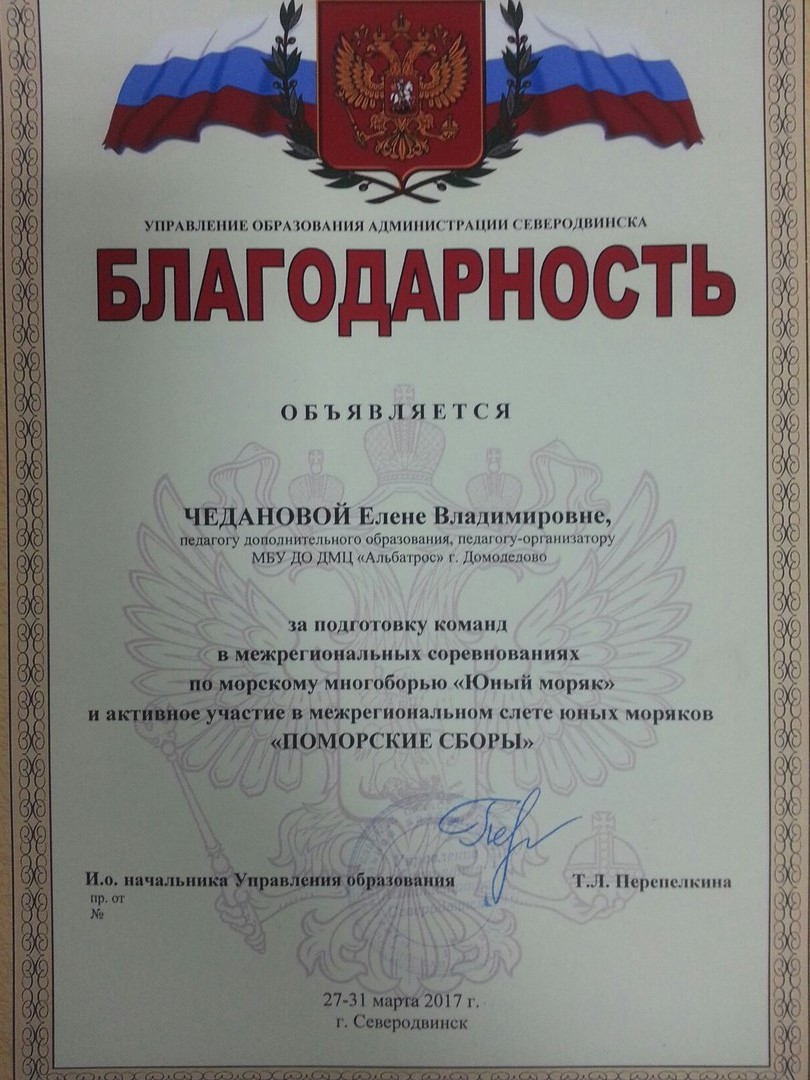 УПРАВЛЕНИЕ ОБРАЗОВАНИЯ АДМИНИСТРАЦИИ СЕВЕРОДВИНСКА
БЛАГОДАРНОСТЬ
ОБЪЯВЛЯЕТСЯ
ЧЕДАНОВОЙ Елене Владимировне,
педагогу дополнительного образования, педагогу-организатору
МБУ ДО ДМЦ «Альбатрос» г. Домодедово
за подготовку команд
в межрегиональных соревнованиях
по морскому многоборью «Юный моряк»
и активное участие в межрегиональном слете юных моряков
«ПОМОРСКИЕ СБОРЫ»
И.о. начальника Управления образования Т.Л. Перепелкина
пр. от
№
27-31 марта 2017 г.
г. Северодвинск